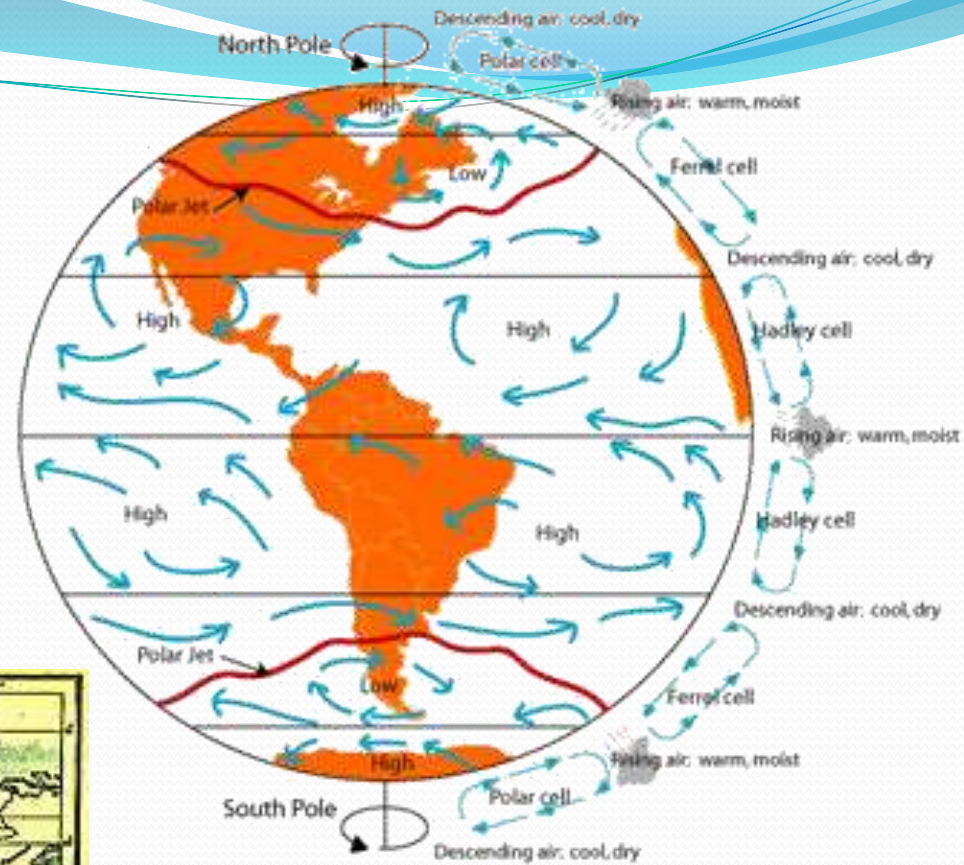 Descending air: cool, dry
North Pole
Polar cell
High
Rising air: warm, moist
Low
Ferrel cell
Polar Jet
Descending air: cool, dry
High
High
Hadley cell
Rising air: warm, moist
High
High
Hadley cell
Descending air: cool, dry
Polar Jet
Low
Ferrel cell
High
Rising air: warm, moist
South Pole
Polar cell
Descending air: cool, dry